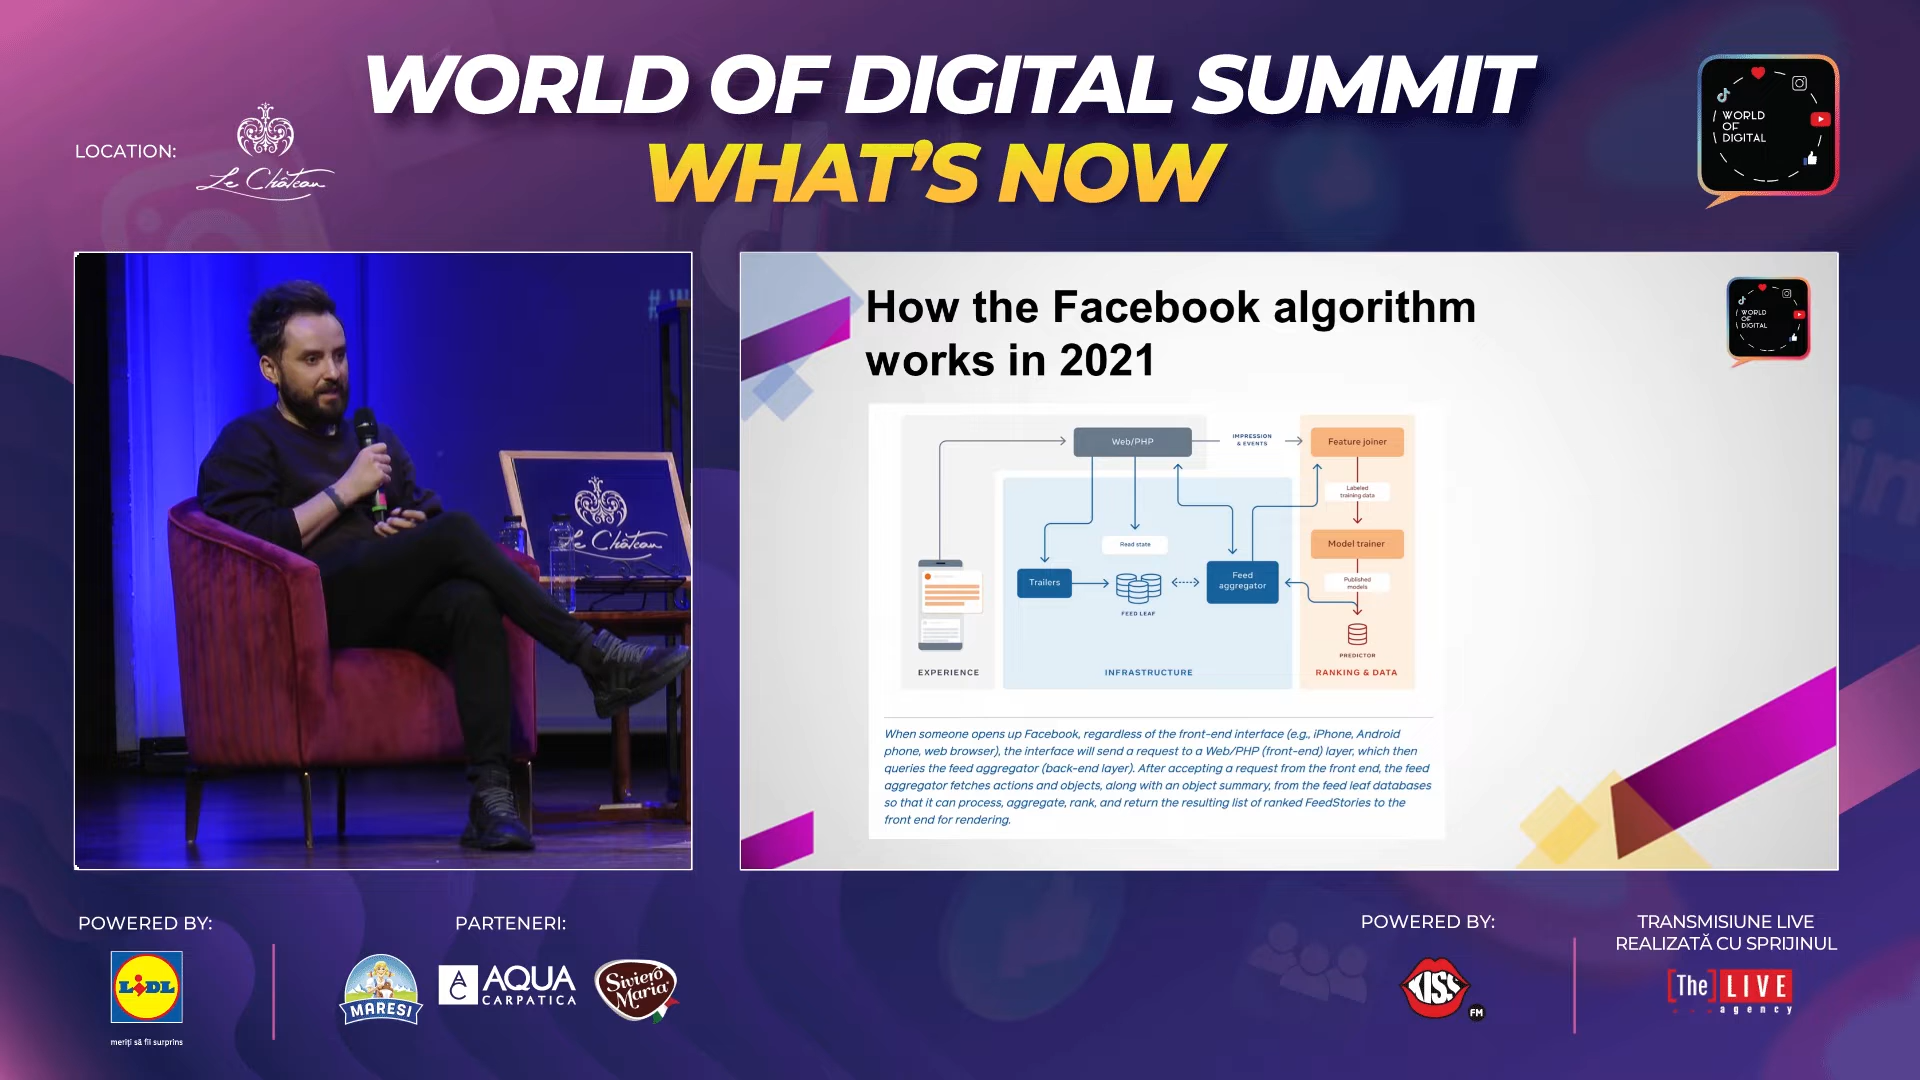 WORLD OF DIGITAL SUMMIT
WHAT'S NOW
LOCATION:
Le Château
WORLD
OF
DIGITAL
Le Château
How the Facebook algorithm
works in 2021
WORLD
OF
DIGITAL
Web/PHP
IMPRESSION
& EVENTS
Feature joiner
Labeled
training data
Read state
Model trainer
Trailers
FEED LEAF
Feed
aggregator
Published
models
PREDICTOR
EXPERIENCE
INFRASTRUCTURE
RANKING & DATA
When someone opens up Facebook, regardless of the front-end interface (e.g., iPhone, Android
phone, web browser), the interface will send a request to a Web/PHP (front-end) layer, which then
queries the feed aggregator (back-end layer). After accepting a request from the front end, the feed
aggregator fetches actions and objects, along with an object summary, from the feed leaf databases
so that it can process, aggregate, rank, and return the resulting list of ranked FeedStories to the
front end for rendering.
POWERED BY:
LIDL
meriți să fii surprins
PARTENERI:
MARESI
AC
AQUA
CARPATICA
Sivierò
Maria
POWERED BY:
KISS
FM
TRANSMISIUNE LIVE
REALIZATĂ CU SPRIJINUL
[The] LIVE
agency